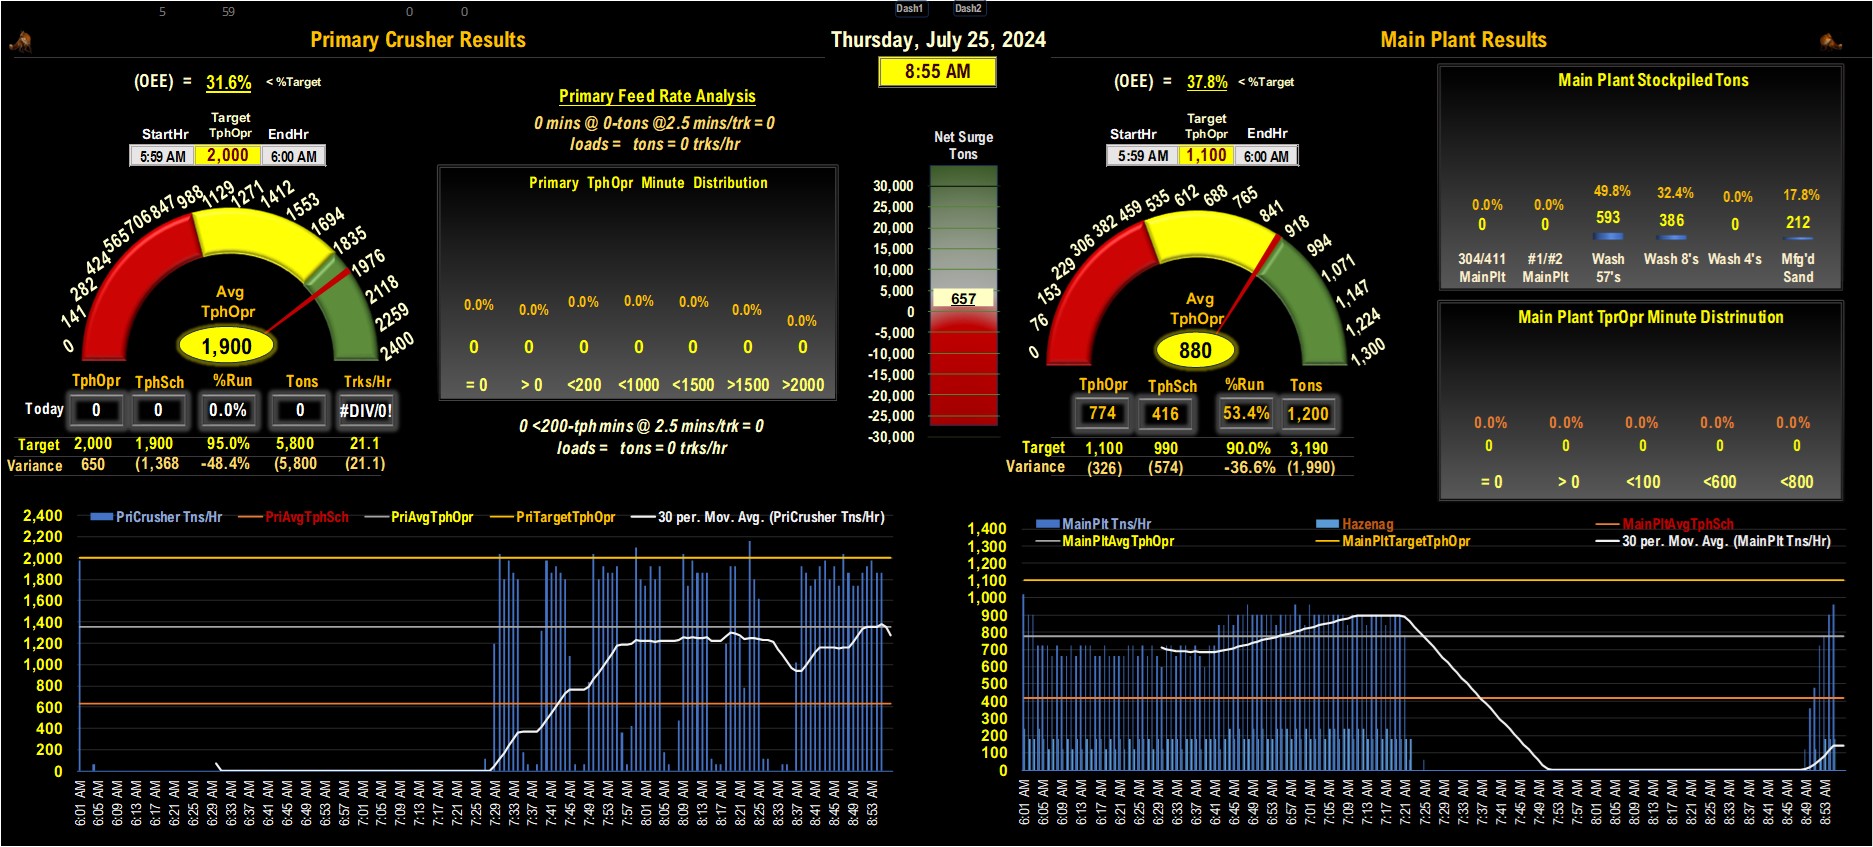 5 59 0 0 Dash1 Dash2
Primary Crusher Results
Thursday, July 25, 2024
Main Plant Results
8:55 AM
(OEE) = 31.6% < %Target
Target
StartHr TphOpr EndHr
5:59 AM 2,000 6:00 AM
0 141 282 424 565 706 847 988 1129 1271 1412 1553 1694 1835 1976 2118 2259 2400
Avg
TphOpr
1,900
TphOpr TphSch %Run Tons Trks/Hr
Today 0 0 0.0% 0 #DIV/0!
Target 2,000 1,900 95.0% 5,800 21.1
Variance 650 (1,368 -48.4% (5,800 (21.1)
Primary Feed Rate Analysis
0 mins @ 0-tons @2.5 mins/trk = 0
loads = tons = 0 trks/hr
Primary TphOpr Minute Distribution
0.0% 0.0% 0.0% 0.0% 0.0% 0.0% 0.0%
0 0 0 0 0 0 0
= 0 > 0 <200 <1000 <1500 >1500 >2000
0 <200-tph mins @ 2.5 mins/trk = 0
loads = tons = 0 trks/hr
Net Surge
Tons
30,000
25,000
20,000
15,000
10,000
5,000
657
0
-5,000
-10,000
-15,000
-20,000
-25,000
-30,000
(OEE) = 37.8% < %Target
Target
StartHr TphOpr EndHr
5:59 AM 1,100 6:00 AM
0 76 153 229 306 382 459 535 612 688 765 841 918 994 1,071 1,147 1,224 1,300
Avg
TphOpr
880
TphOpr TphSch %Run Tons
774 416 53.4% 1,200
Target 1,100 990 90.0% 3,190
Variance (326) (574) -36.6% (1,990)
Main Plant Stockpiled Tons
0.0% 0.0% 49.8% 32.4% 0.0% 17.8%
0 0 593 386 0 212
304/411 #1/#2 Wash Wash 8's Wash 4's Mfg'd
MainPlt MainPlt 57's Sand
Main Plant TprOpr Minute Distrinution
0.0% 0.0% 0.0% 0.0% 0.0%
0 0 0 0 0
= 0 > 0 <100 <600 <800
PriCrusher Tns/Hr PriAvgTphSch PriAvgTphOpr PriTargetTphOpr 30 per. Mov. Avg. (PriCrusher Tns/Hr)
2,400
2,200
2,000
1,800
1,600
1,400
1,200
1,000
800
600
400
200
0
6:01 AM 6:05 AM 6:09 AM 6:13 AM 6:17 AM 6:21 AM 6:25 AM 6:29 AM 6:33 AM 6:37 AM 6:41 AM 6:45 AM 6:49 AM 6:53 AM 6:57 AM 7:01 AM 7:05 AM 7:09 AM 7:13 AM 7:17 AM 7:21 AM 7:25 AM 7:29 AM 7:33 AM 7:37 AM 7:41 AM 7:45 AM 7:49 AM 7:53 AM 7:57 AM 8:01 AM 8:05 AM 8:09 AM 8:13 AM 8:17 AM 8:21 AM 8:25 AM 8:29 AM 8:33 AM 8:37 AM 8:41 AM 8:45 AM 8:49 AM 8:53 AM
MainPlt Tns/Hr Hazenag MainPltAvgTphSch
MainPltAvgTphOpr MainPltTargetTphOpr 30 per. Mov. Avg. (MainPlt Tns/Hr)
1,400
1,300
1,200
1,100
1,000
900
800
700
600
500
400
300
200
100
0
6:01 AM 6:05 AM 6:09 AM 6:13 AM 6:17 AM 6:21 AM 6:25 AM 6:29 AM 6:33 AM 6:37 AM 6:41 AM 6:45 AM 6:49 AM 6:53 AM 6:57 AM 7:01 AM 7:05 AM 7:09 AM 7:13 AM 7:17 AM 7:21 AM 7:25 AM 7:29 AM 7:33 AM 7:37 AM 7:41 AM 7:45 AM 7:49 AM 7:53 AM 7:57 AM 8:01 AM 8:05 AM 8:09 AM 8:13 AM 8:17 AM 8:21 AM 8:25 AM 8:29 AM 8:33 AM 8:37 AM 8:41 AM 8:45 AM 8:49 AM 8:53 AM